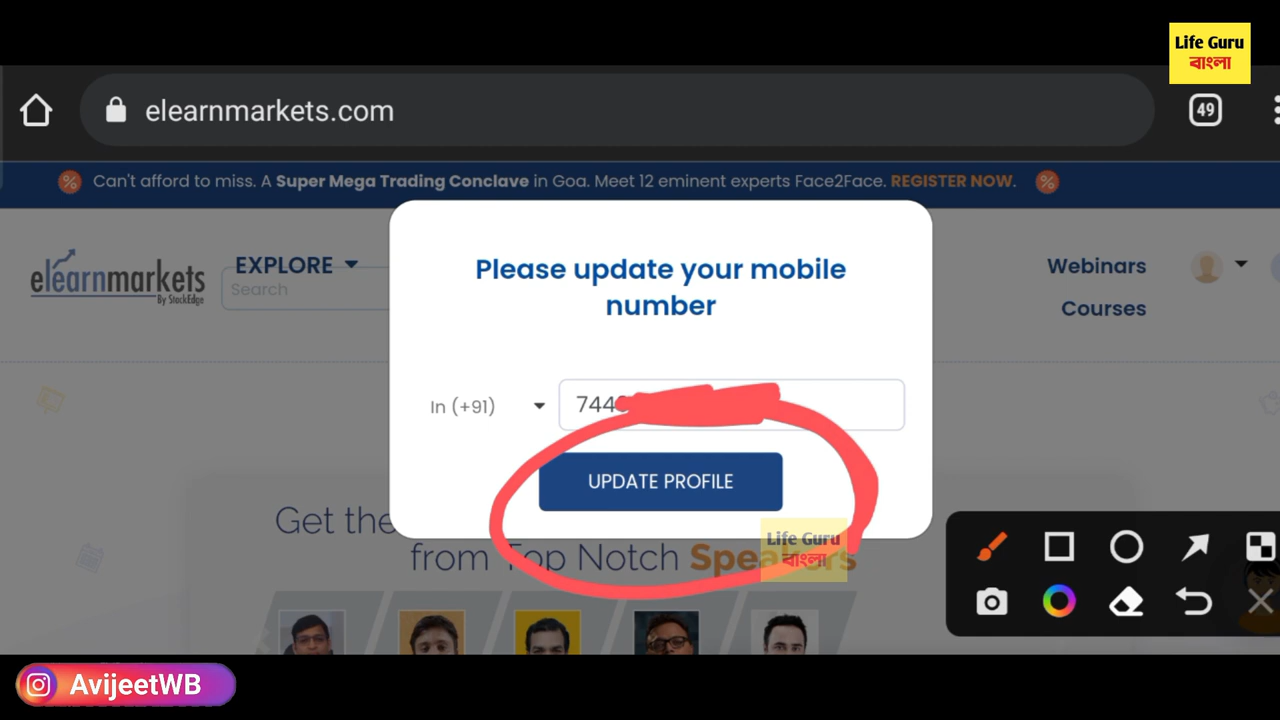 Life Guru
বাংলা
elearnmarkets.com
49
% Can't afford to miss. A Super Mega Trading Conclave in Goa. Meet 12 eminent experts Face2Face. REGISTER NOW. %
elearnmarkets
By StockEdge
EXPLORE
Search
Webinars
Courses
Please update your mobile
number
In (+91)
744
UPDATE PROFILE
Get the
from Top Notch Speakers
Life Guru
বাংলা
AvijeetWB